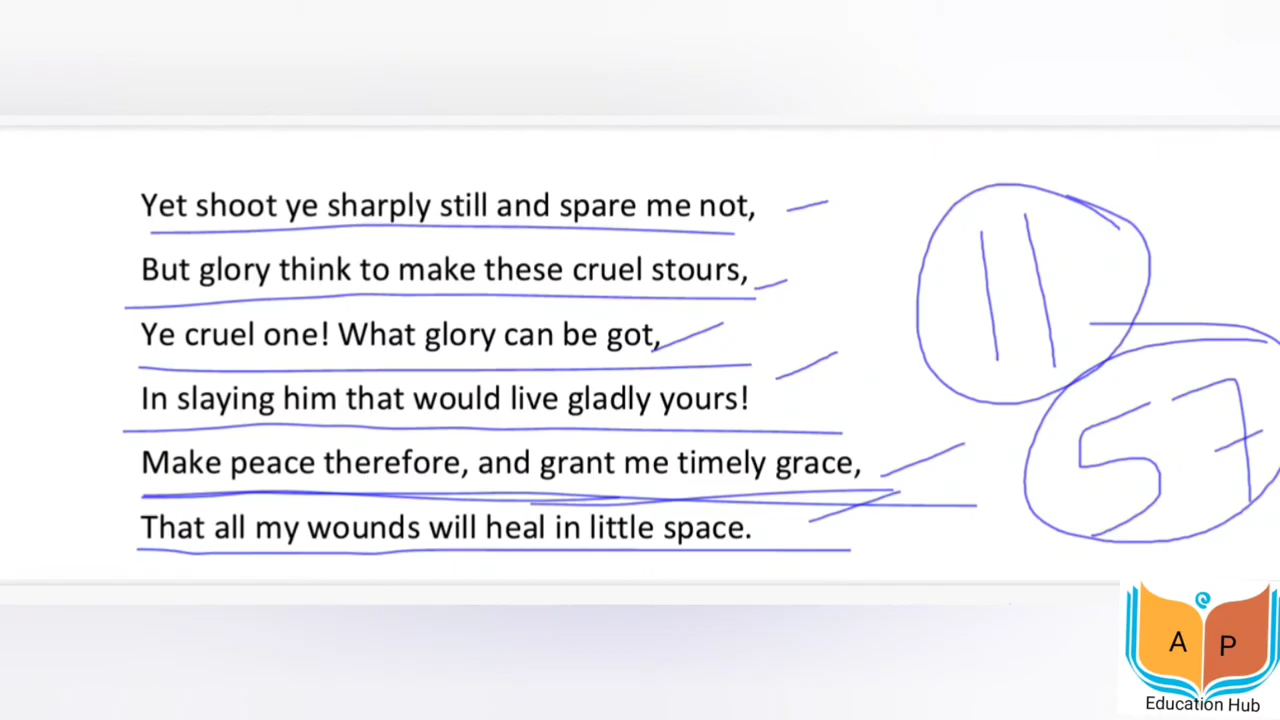 Yet shoot ye sharply still and spare me not,
But glory think to make these cruel stours,
Ye cruel one! What glory can be got,
In slaying him that would live gladly yours!
Make peace therefore, and grant me timely grace,
That all my wounds will heal in little space.
11
57
A P
Education Hub